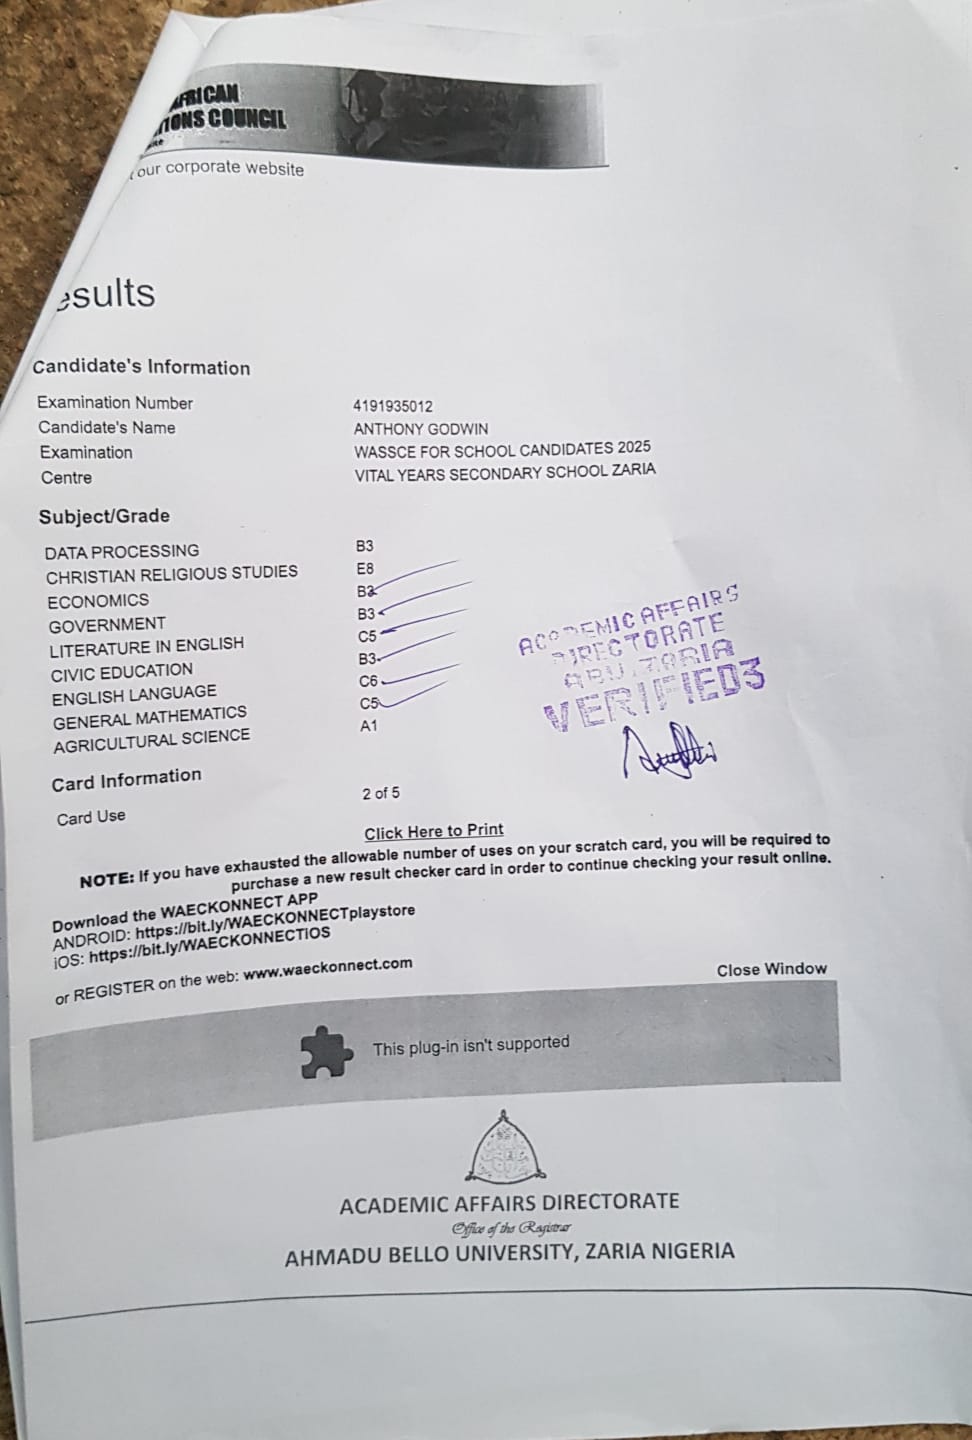 AFRICAN
TIONS COUNCIL
our corporate website
esults
Candidate's Information
Examination Number 4191935012
Candidate's Name ANTHONY GODWIN
Examination WASSCE FOR SCHOOL CANDIDATES 2025
Centre VITAL YEARS SECONDARY SCHOOL ZARIA
Subject/Grade
DATA PROCESSING B3
CHRISTIAN RELIGIOUS STUDIES E8
ECONOMICS
GOVERNMENT B3
LITERATURE IN ENGLISH C5
CIVIC EDUCATION B3
ENGLISH LANGUAGE C6
GENERAL MATHEMATICS C5
AGRICULTURAL SCIENCE A1
ACADEMIC AFFAIRS
DIRECTORATE
ABU ZARIA
VERIFIED3
Card Information
Card Use 2 of 5
Click Here to Print
NOTE: If you have exhausted the allowable number of uses on your scratch card, you will be required to
purchase a new result checker card in order to continue checking your result online.
Download the WAECKONNECT APP
ANDROID: https://bit.ly/WAECKONNECTplaystore
iOS: https://bit.ly/WAECKONNECTiOS
or REGISTER on the web: www.waeckonnect.com
Close Window
This plug-in isn't supported
ACADEMIC AFFAIRS DIRECTORATE
Office of the Registrar
AHMADU BELLO UNIVERSITY, ZARIA NIGERIA